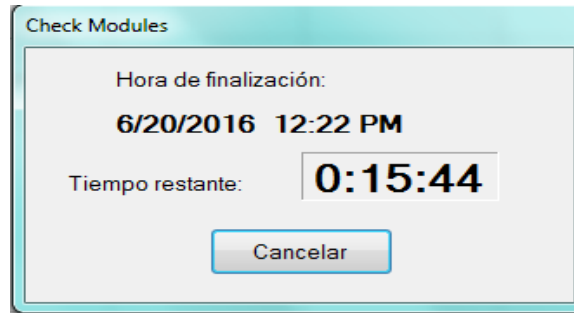 Check Modules
Hora de finalización:
6/20/2016 12:22 PM
Tiempo restante: 0:15:44
Cancelar